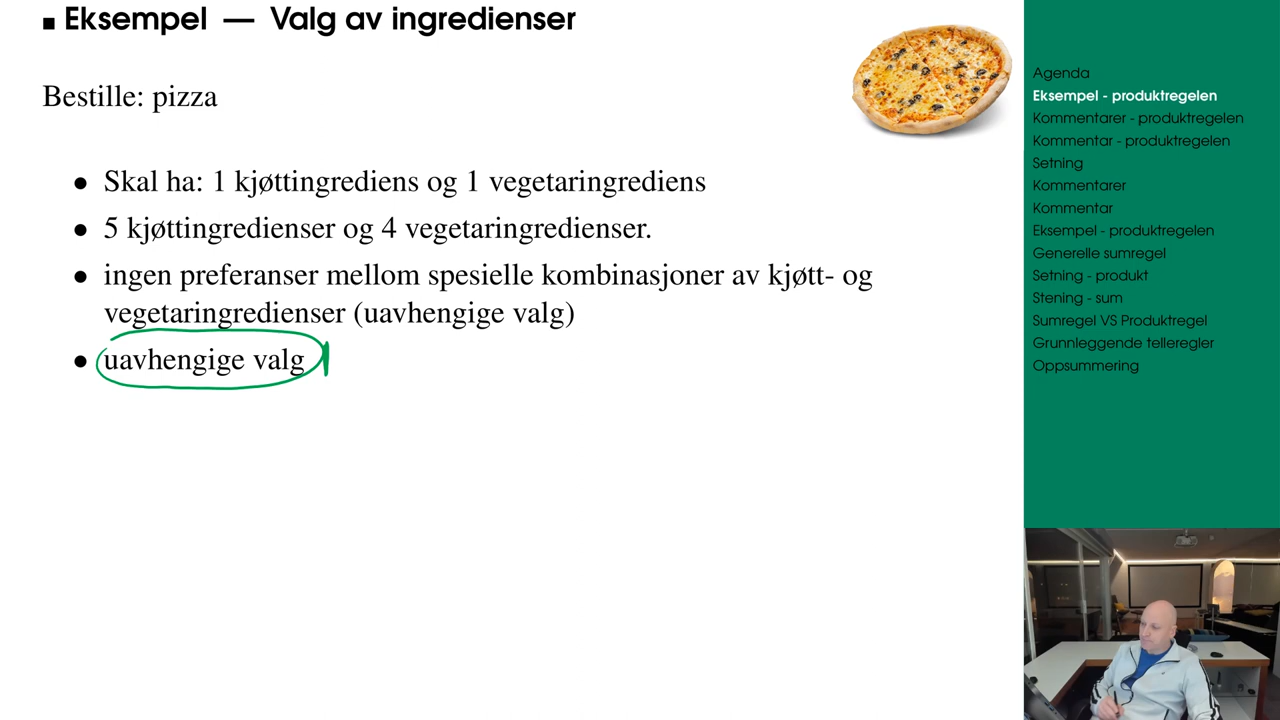 Eksempel — Valg av ingredienser
Bestille: pizza
• Skal ha: 1 kjøttingrediens og 1 vegetaringrediens
• 5 kjøttingredienser og 4 vegetaringredienser.
• ingen preferanser mellom spesielle kombinasjoner av kjøtt- og
vegetaringredienser (uavhengige valg)
• uavhengige valg
Agenda
Eksempel - produktregelen
Kommentarer - produktregelen
Kommentar - produktregelen
Setning
Kommentarer
Kommentar
Eksempel - produktregelen
Generelle sumregel
Setning - produkt
Stening - sum
Sumregel VS Produktregel
Grunnleggende telleregler
Oppsummering